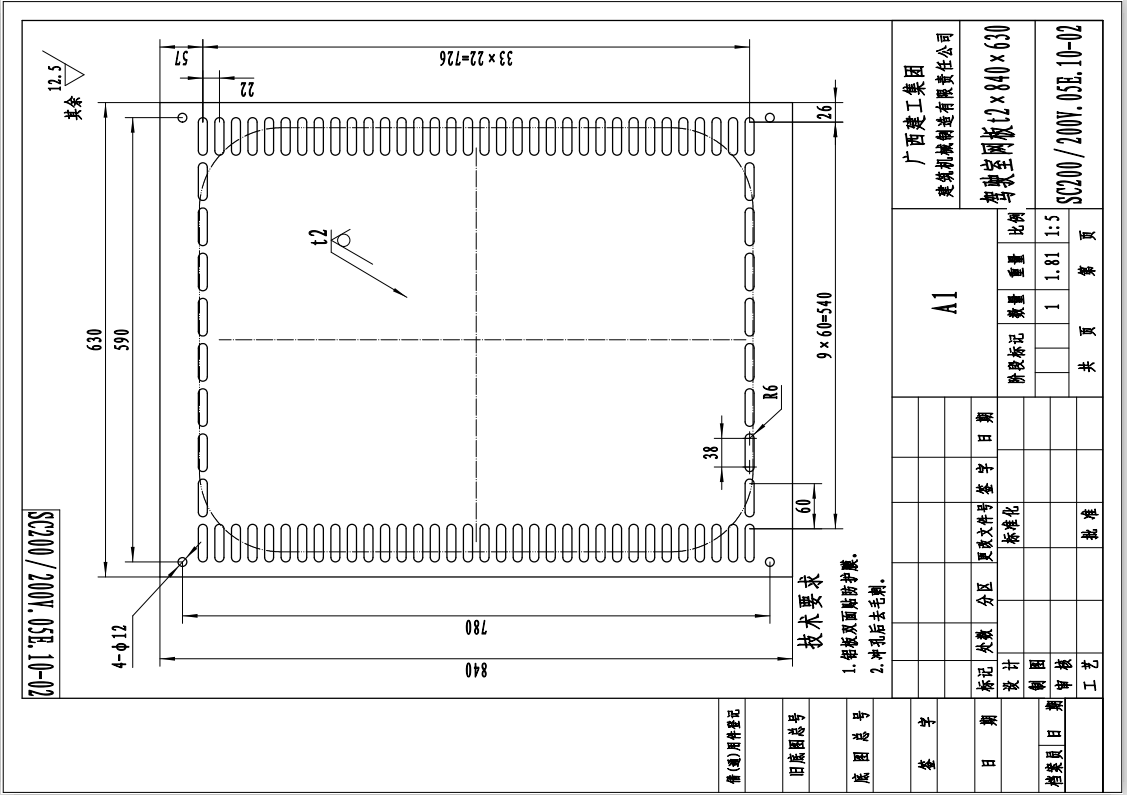 其余 12.5
SC200/200V.05E.10-02
57
33×22=726
22
26
630
590
t2
9×60=540
R6
38
60
4-φ12
780
840
技术要求
1.铝板双面贴防护膜。
2.冲孔后去毛刺。
广西建工集团
建筑机械制造有限责任公司
驾驶室网板t2×840×630
SC200/200V.05E.10-02
A1
阶段标记 数量 重量 比例
1 1.81 1:5
共 页 第 页
标记 处数 分区 更改文件号 签字 日期
设计 标准化
制图
审核
工艺 批准
借(通)用件登记
旧底图总号
底图总号
签字
日期
档案员 日期